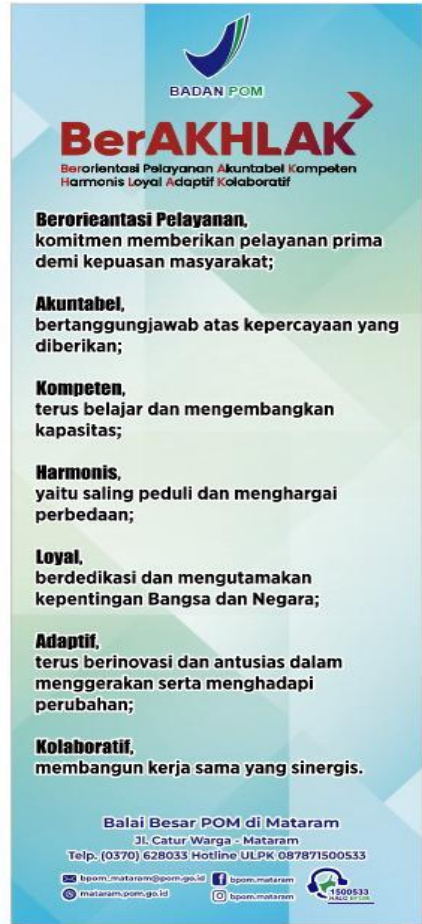 BADAN POM
BerAKHLAK
Berorientasi Pelayanan Akuntabel Kompeten
Harmonis Loyal Adaptif Kolaboratif
Berorieantasi Pelayanan,
komitmen memberikan pelayanan prima
demi kepuasan masyarakat;
Akuntabel,
bertanggungjawab atas kepercayaan yang
diberikan;
Kompeten,
terus belajar dan mengembangkan
kapasitas;
Harmonis,
yaitu saling peduli dan menghargai
perbedaan;
Loyal,
berdedikasi dan mengutamakan
kepentingan Bangsa dan Negara;
Adaptif,
terus berinovasi dan antusias dalam
menggerakan serta menghadapi
perubahan;
Kolaboratif,
membangun kerja sama yang sinergis.
Balai Besar POM di Mataram
Jl. Catur Warga - Mataram
Telp. (0370) 628033 Hotline ULPK 087871500533
bpom_mataram@pom.go.id bpom.mataram
mataram.pom.go.id bpom.mataram
1500533
HALO BPOM